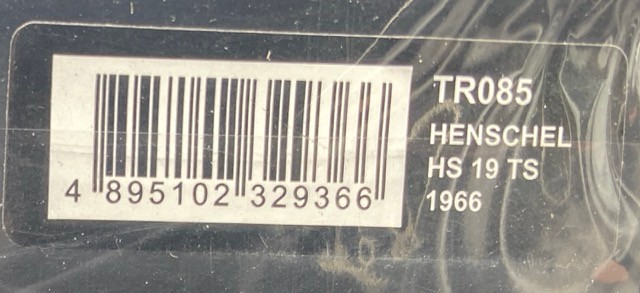 TR085
HENSCHEL
HS 19 TS
1966
4 895102 329366